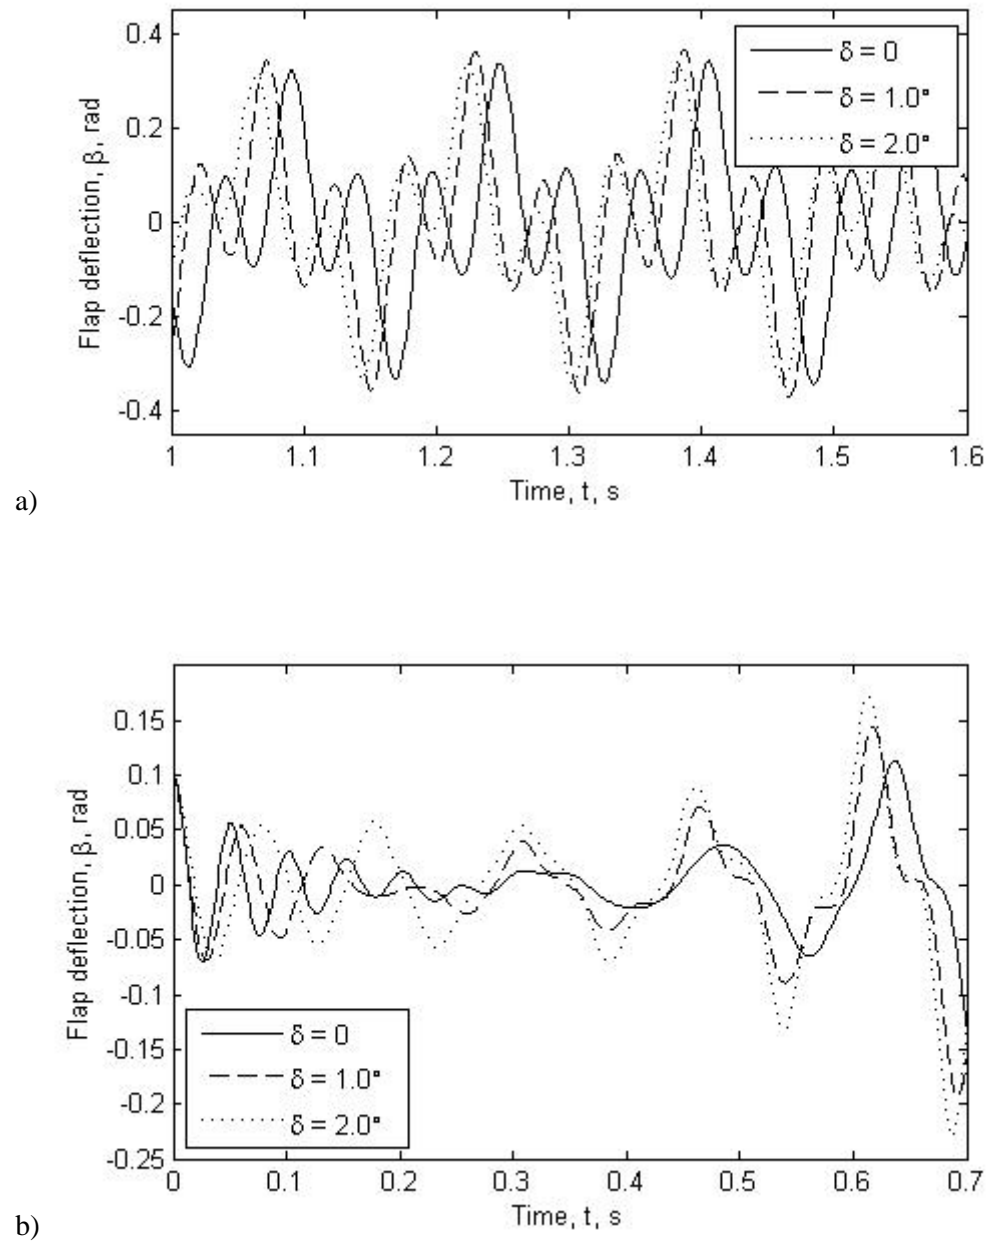 0.4
0.2
0
-0.2
-0.4
Flap deflection, β, rad
δ = 0
δ = 1.0°
δ = 2.0°
1 1.1 1.2 1.3 1.4 1.5 1.6
Time, t, s
a)
0.15
0.1
0.05
0
-0.05
-0.1
-0.15
-0.2
-0.25
Flap deflection, β, rad
δ = 0
δ = 1.0°
δ = 2.0°
0 0.1 0.2 0.3 0.4 0.5 0.6 0.7
Time, t, s
b)